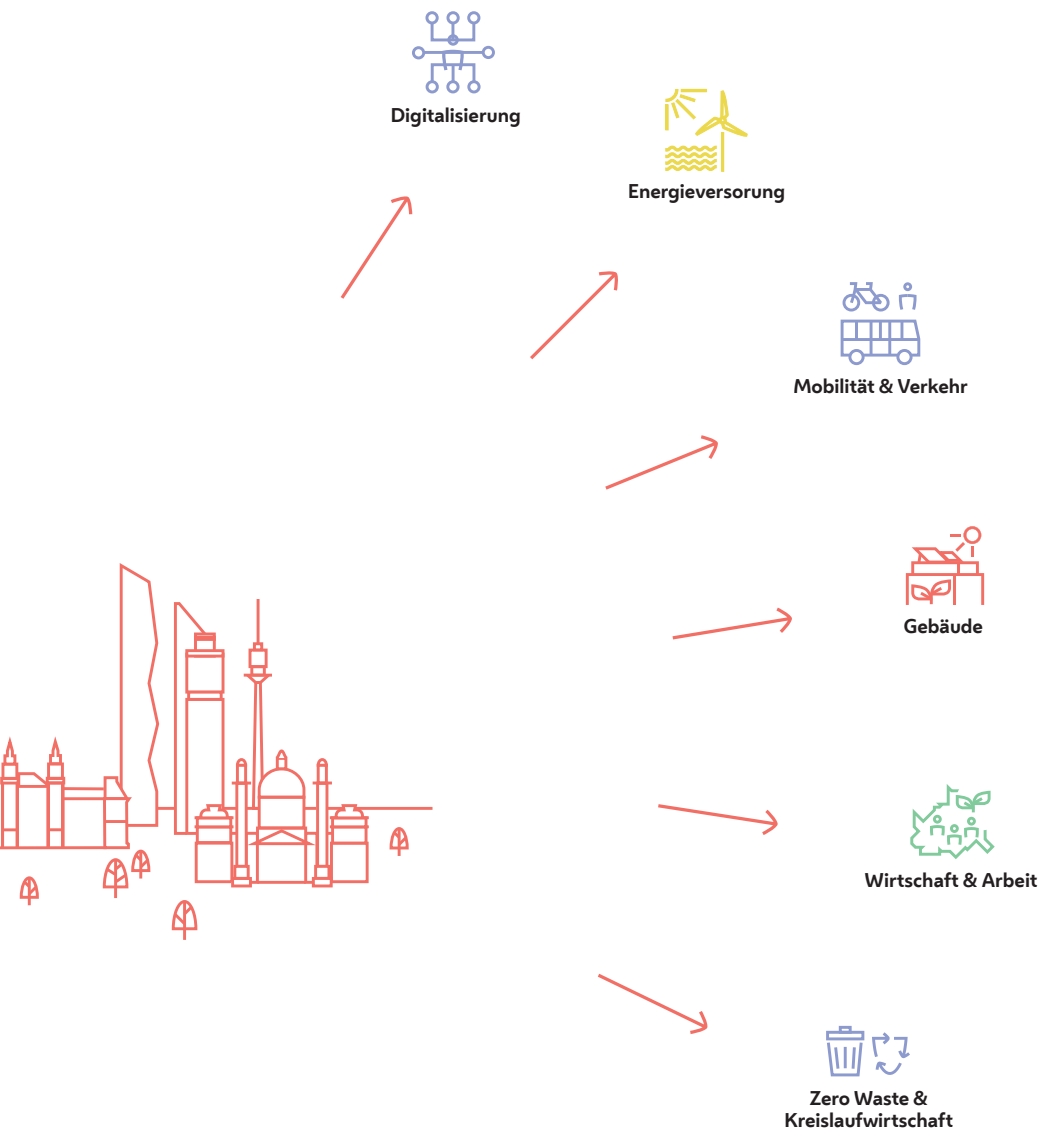 Digitalisierung
Energieversorung
Mobilität & Verkehr
Gebäude
Wirtschaft & Arbeit
Zero Waste &
Kreislaufwirtschaft